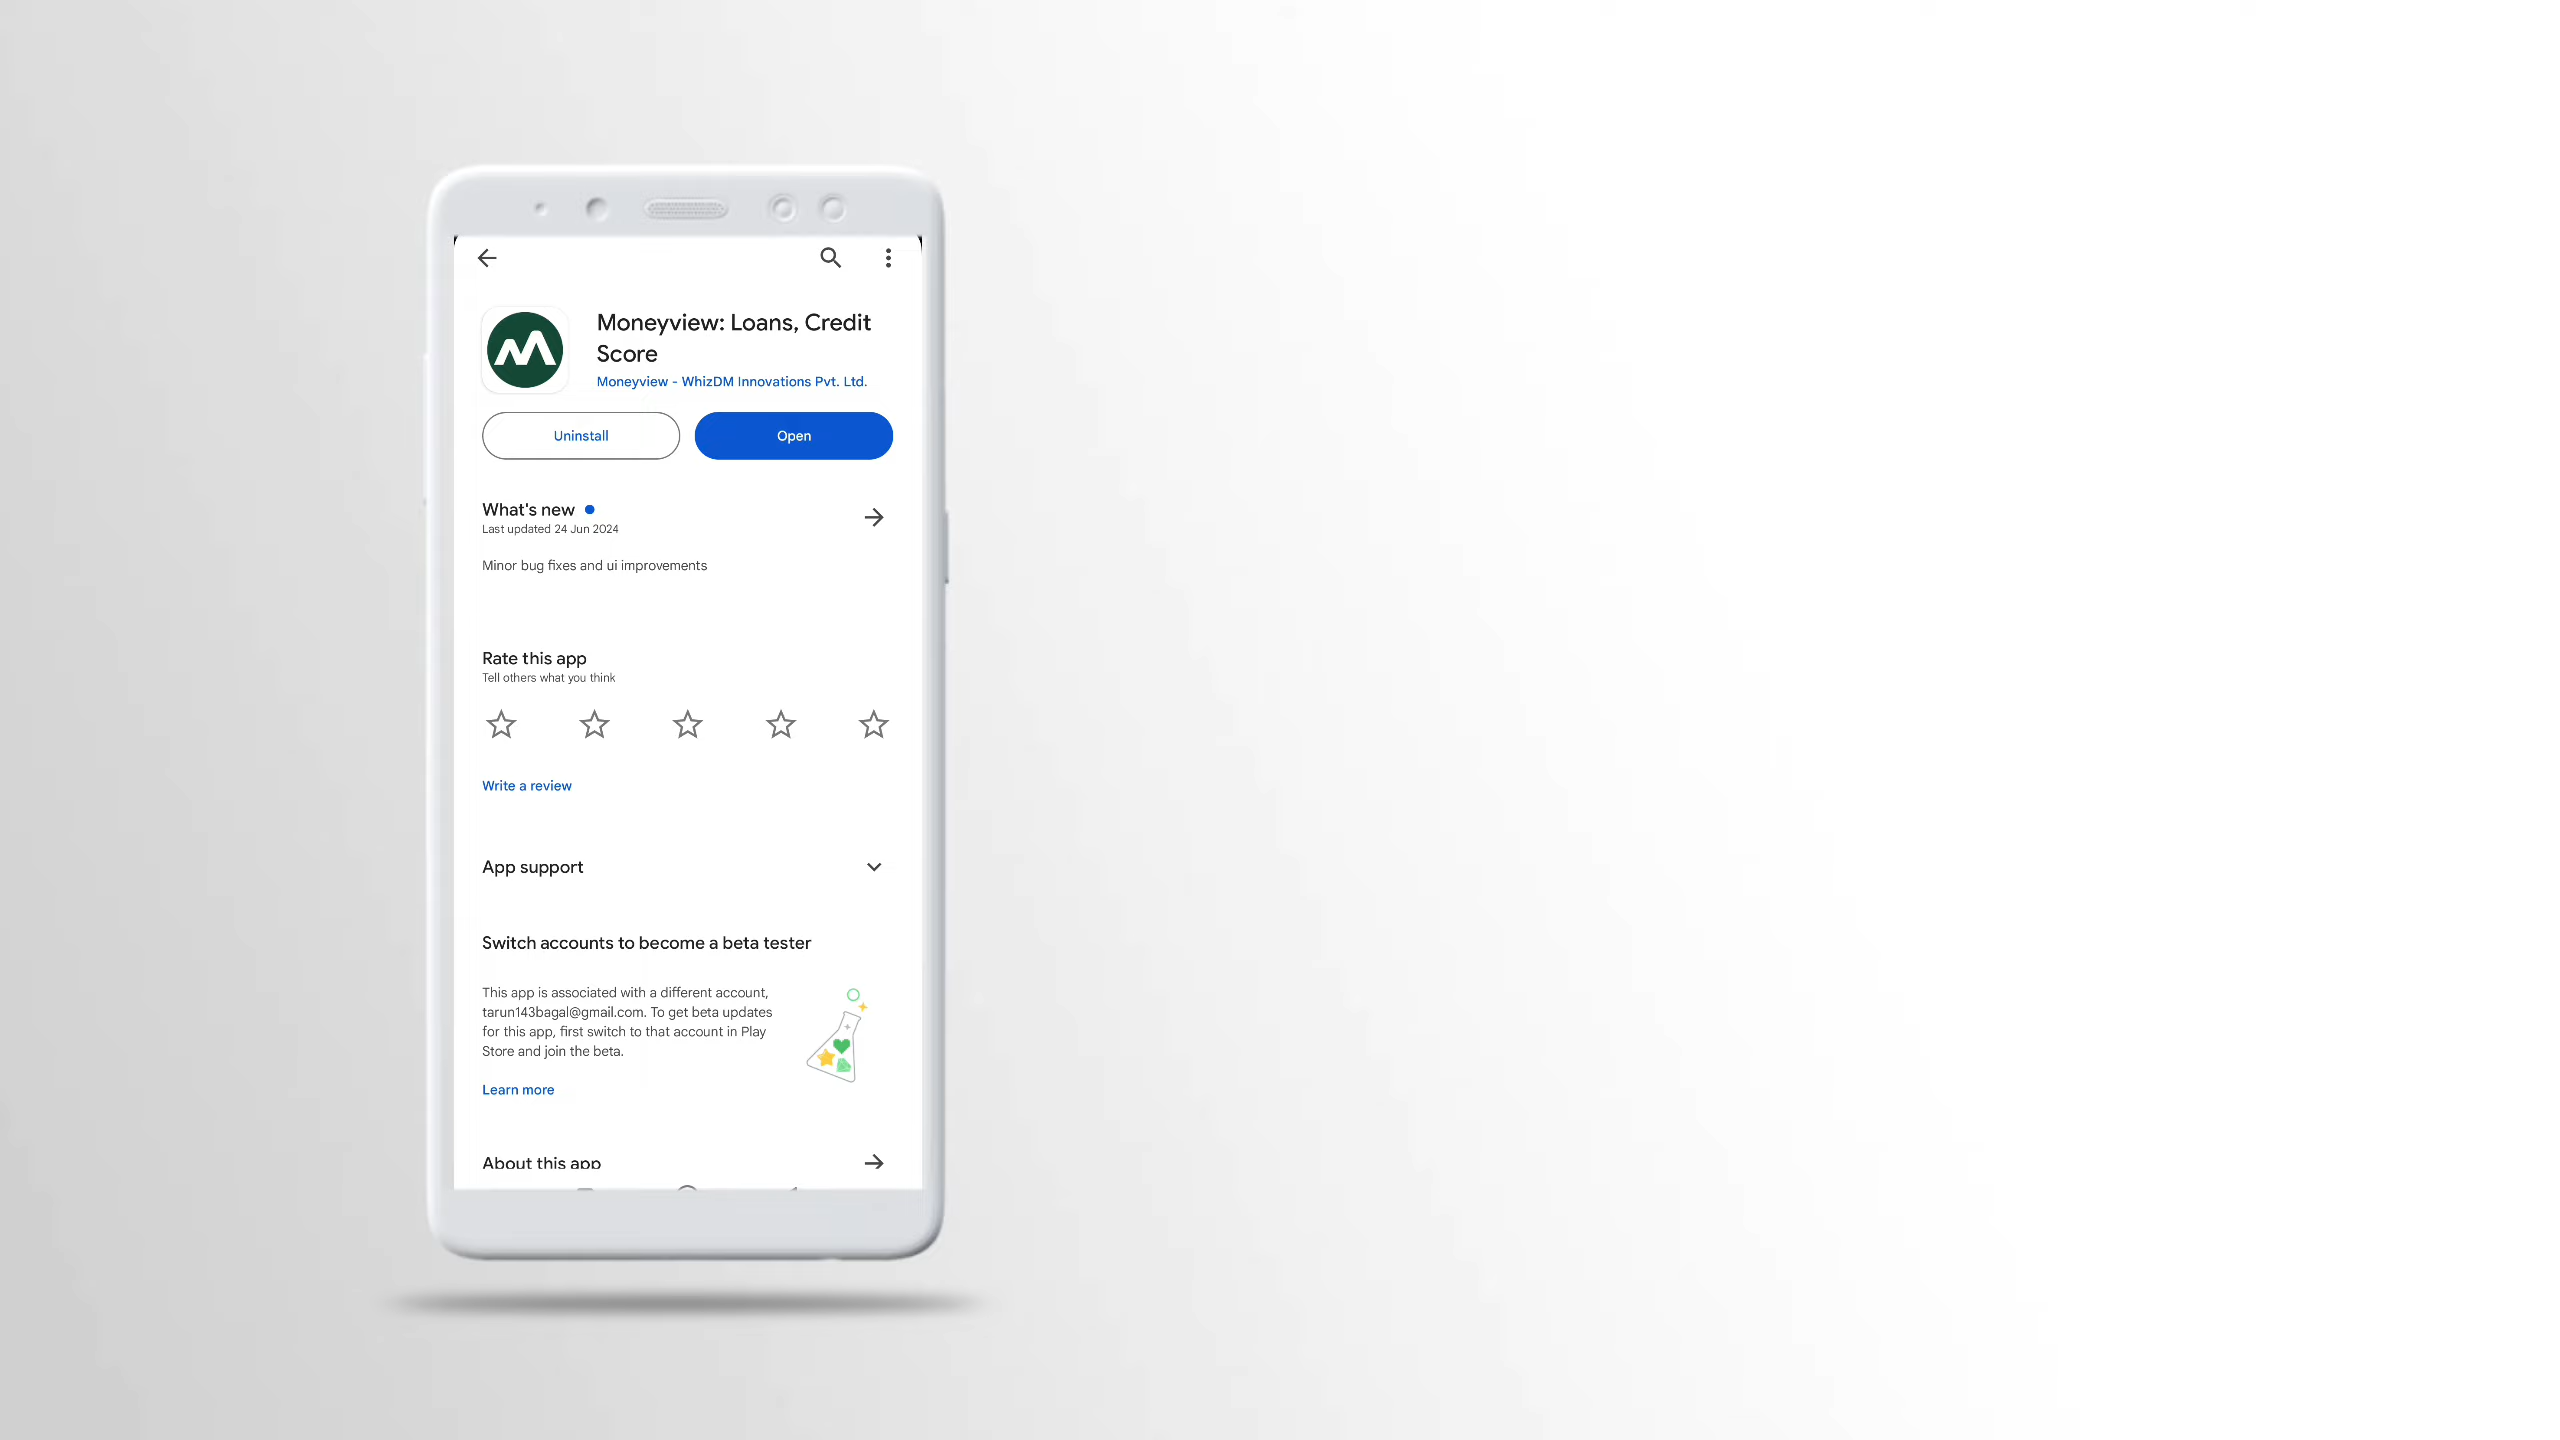 Moneyview: Loans, Credit
Score
Moneyview - WhizDM Innovations Pvt. Ltd.
Uninstall
Open
What's new
Last updated 24 Jun 2024
Minor bug fixes and ui improvements
Rate this app
Tell others what you think
Write a review
App support
Switch accounts to become a beta tester
This app is associated with a different account,
tarun143bagal@gmail.com. To get beta updates
for this app, first switch to that account in Play
Store and join the beta.
Learn more
About this app